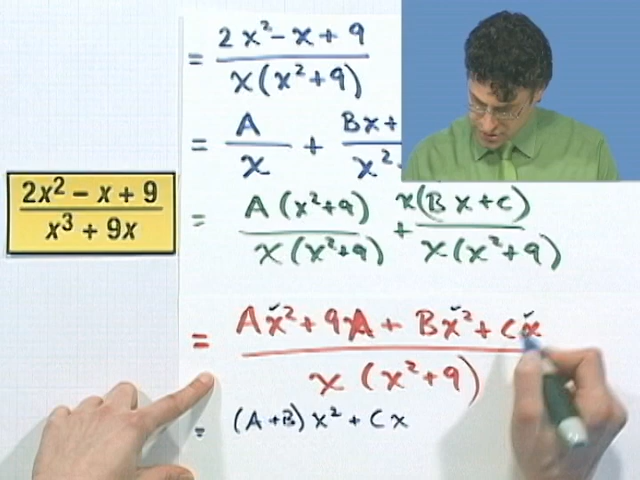 2x² - x + 9
x³ + 9x
= 2x² - x + 9
x(x² + 9)
= A/x + Bx +
x²
= A(x²+9) + x(Bx+C)
x(x²+9) x(x²+9)
= Ax² + 9A + Bx² + Cx
x(x²+9)
= (A+B)x² + Cx